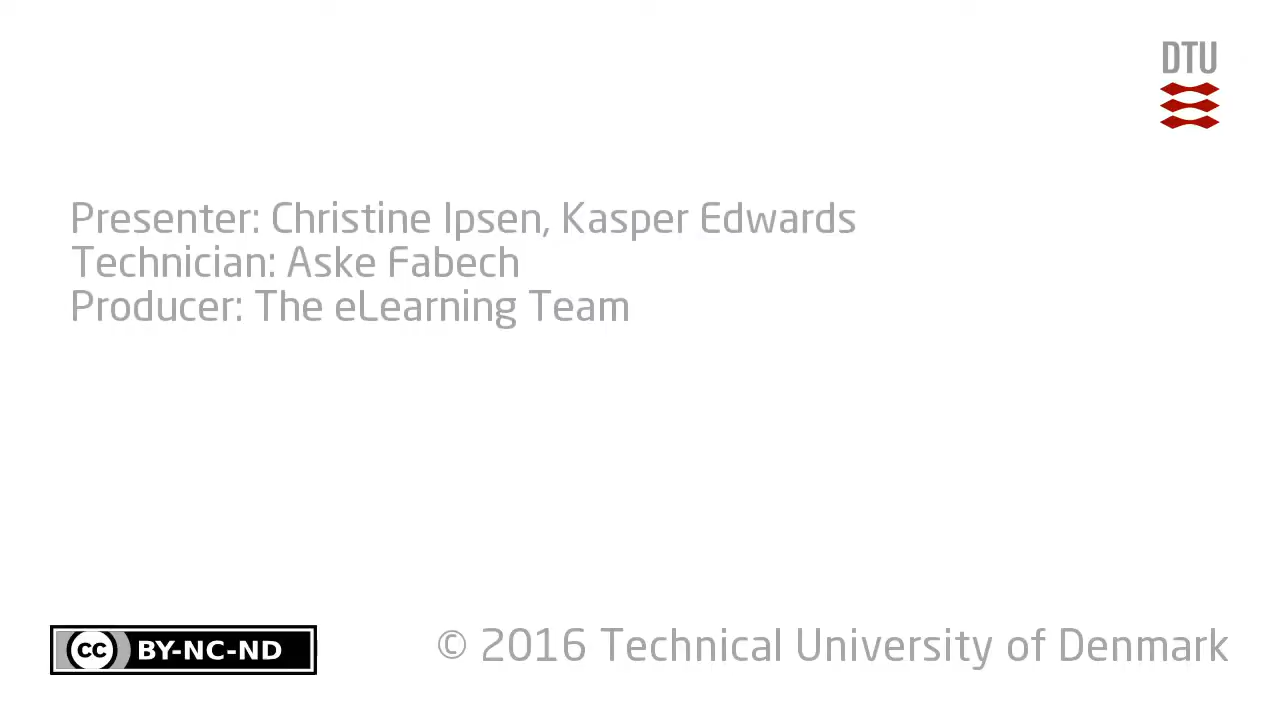 DTU
Presenter: Christine Ipsen, Kasper Edwards
Technician: Aske Fabech
Producer: The eLearning Team
cc BY-NC-ND
© 2016 Technical University of Denmark